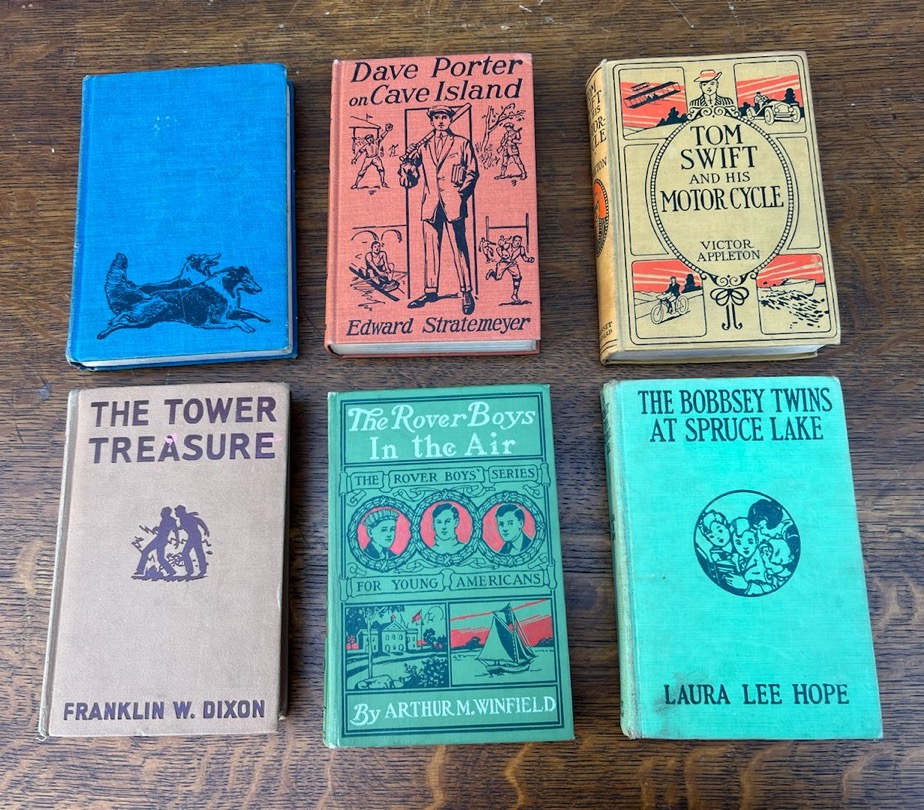 Dave Porter
on Cave Island
Edward Stratemeyer
TOM
SWIFT
AND HIS
MOTOR CYCLE
VICTOR
APPLETON
THE TOWER
TREASURE
FRANKLIN W. DIXON
The Rover Boys
In the Air
THE ROVER BOYS' SERIES
FOR YOUNG AMERICANS
By ARTHUR M. WINFIELD
THE BOBBSEY TWINS
AT SPRUCE LAKE
LAURA LEE HOPE